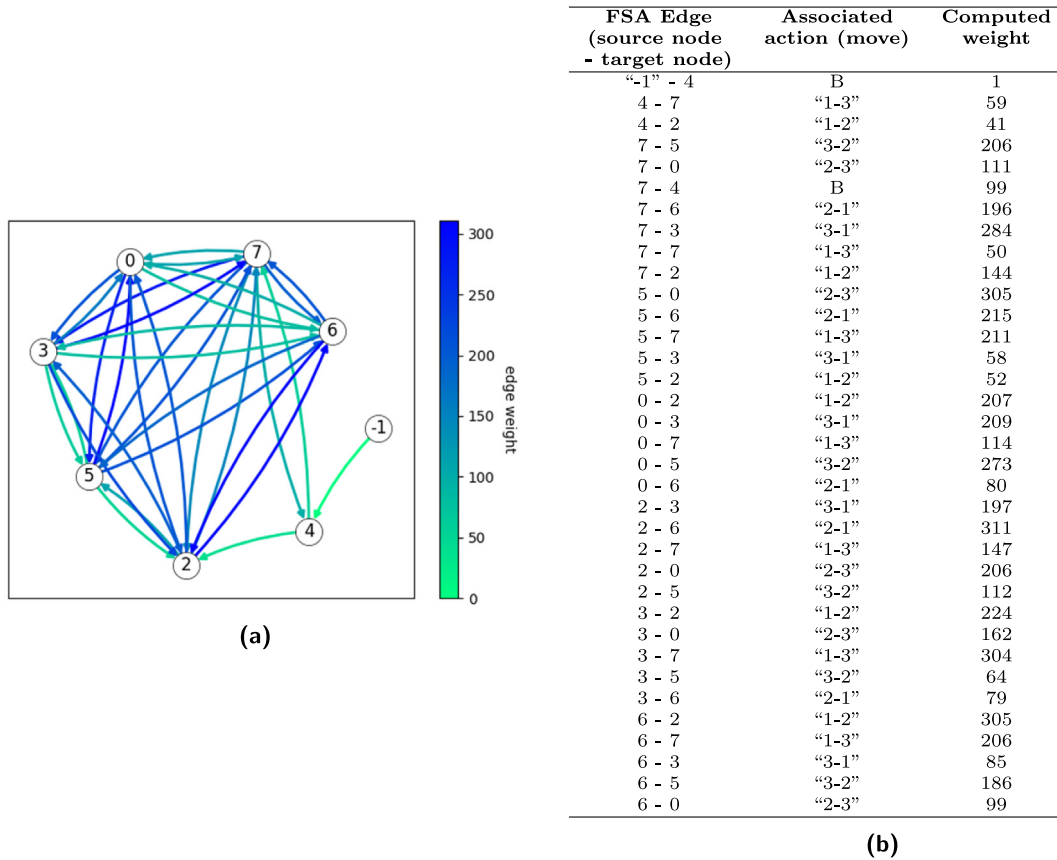 0
7
6
3
-1
5
4
2
300
250
200
150
100
50
0
edge weight
(a)
FSA Edge Associated Computed
(source node action (move) weight
- target node)
“-1” - 4 B 1
4 - 7 “1-3” 59
4 - 2 “1-2” 41
7 - 5 “3-2” 206
7 - 0 “2-3” 111
7 - 4 B 99
7 - 6 “2-1” 196
7 - 3 “3-1” 284
7 - 7 “1-3” 50
7 - 2 “1-2” 144
5 - 0 “2-3” 305
5 - 6 “2-1” 215
5 - 7 “1-3” 211
5 - 3 “3-1” 58
5 - 2 “1-2” 52
0 - 2 “1-2” 207
0 - 3 “3-1” 209
0 - 7 “1-3” 114
0 - 5 “3-2” 273
0 - 6 “2-1” 80
2 - 3 “3-1” 197
2 - 6 “2-1” 311
2 - 7 “1-3” 147
2 - 0 “2-3” 206
2 - 5 “3-2” 112
3 - 2 “1-2” 224
3 - 0 “2-3” 162
3 - 7 “1-3” 304
3 - 5 “3-2” 64
3 - 6 “2-1” 79
6 - 2 “1-2” 305
6 - 7 “1-3” 206
6 - 3 “3-1” 85
6 - 5 “3-2” 186
6 - 0 “2-3” 99
(b)